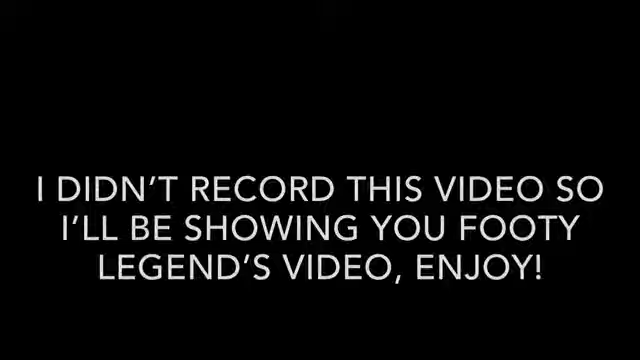 I DIDN’T RECORD THIS VIDEO SO
I’LL BE SHOWING YOU FOOTY
LEGEND’S VIDEO, ENJOY!